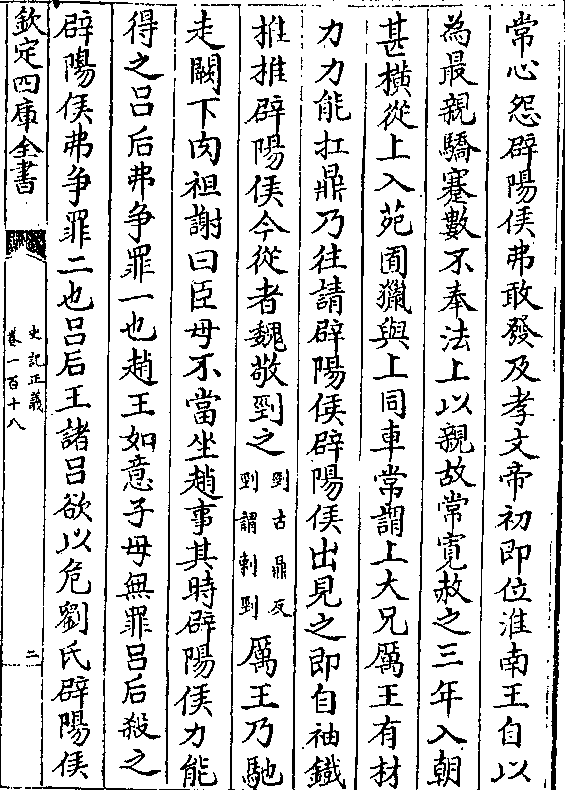 常心怨辟陽侯弗敢發及孝文帝初即位淮南王自以
為最親驕蹇數不奉法上以親故常寛赦之三年入朝
甚橫從上入苑囿獵與上同車常謂上大兄厲王有材
力力能扛鼎乃往請辟陽侯辟陽侯出見之即自袖鐵
推推辟陽侯今從者魏敬剄之
剄古鼎反
剄謂刺剄
厲王乃馳
走闕下肉袒謝曰臣母不當坐趙事其時辟陽侯力能
得之吕后弗争罪一也趙王如意子母無罪吕后殺之
辟陽侯弗争罪二也吕后王諸吕欲以危劉氏辟陽侯
欽定四庫全書
史記正義
卷一百十八
二